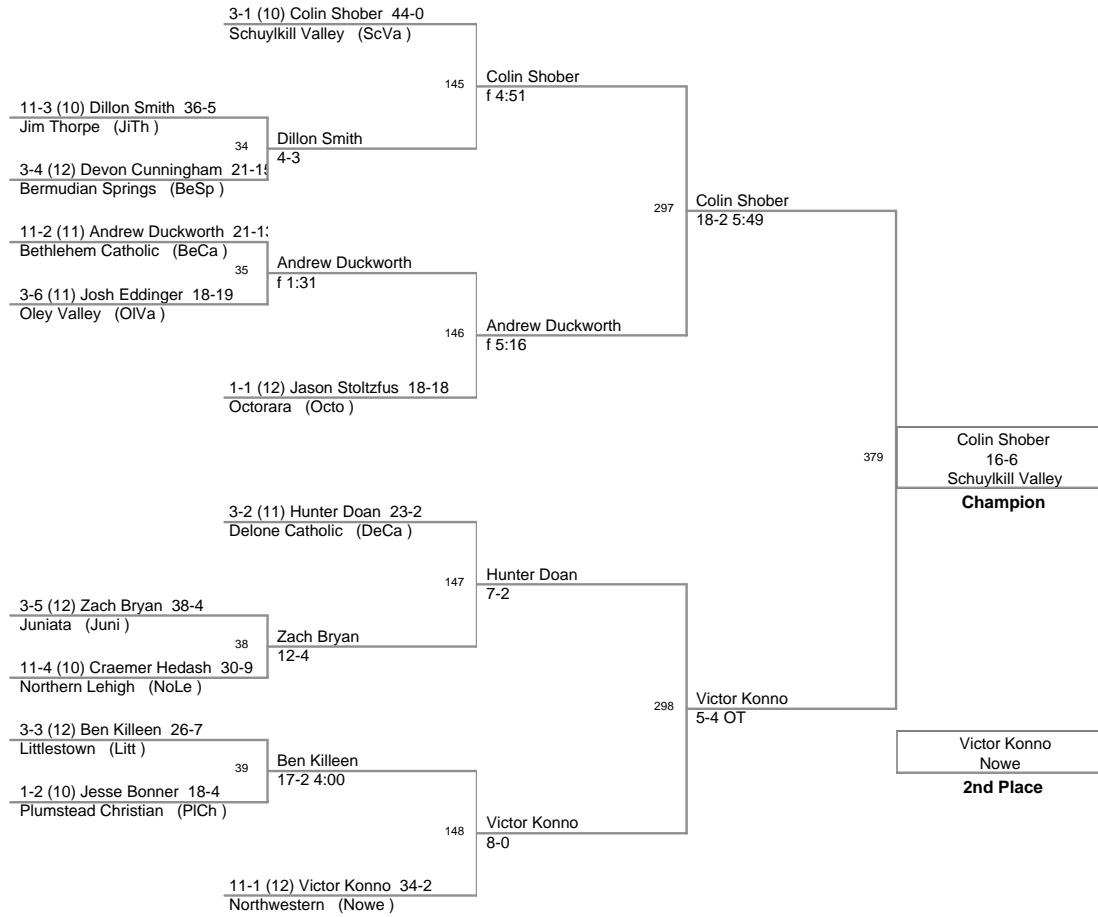 3-1 (10) Colin Shober 44-0
Schuylkill Valley (ScVa )
145
Colin Shober
f 4:51
11-3 (10) Dillon Smith 36-5
Jim Thorpe (JiTh )
34
Dillon Smith
4-3
3-4 (12) Devon Cunningham 21-15
Bermudian Springs (BeSp )
297
Colin Shober
18-2 5:49
11-2 (11) Andrew Duckworth 21-13
Bethlehem Catholic (BeCa )
35
Andrew Duckworth
f 1:31
3-6 (11) Josh Eddinger 18-19
Oley Valley (OlVa )
146
Andrew Duckworth
f 5:16
1-1 (12) Jason Stoltzfus 18-18
Octorara (Octo )
379
Colin Shober
16-6
Schuylkill Valley
Champion
3-2 (11) Hunter Doan 23-2
Delone Catholic (DeCa )
147
Hunter Doan
7-2
3-5 (12) Zach Bryan 38-4
Juniata (Juni )
38
Zach Bryan
12-4
11-4 (10) Craemer Hedash 30-9
Northern Lehigh (NoLe )
298
Victor Konno
5-4 OT
3-3 (12) Ben Killeen 26-7
Littlestown (Litt )
39
Ben Killeen
17-2 4:00
1-2 (10) Jesse Bonner 18-4
Plumstead Christian (PlCh )
148
Victor Konno
8-0
11-1 (12) Victor Konno 34-2
Northwestern (Nowe )
Victor Konno
Nowe
2nd Place